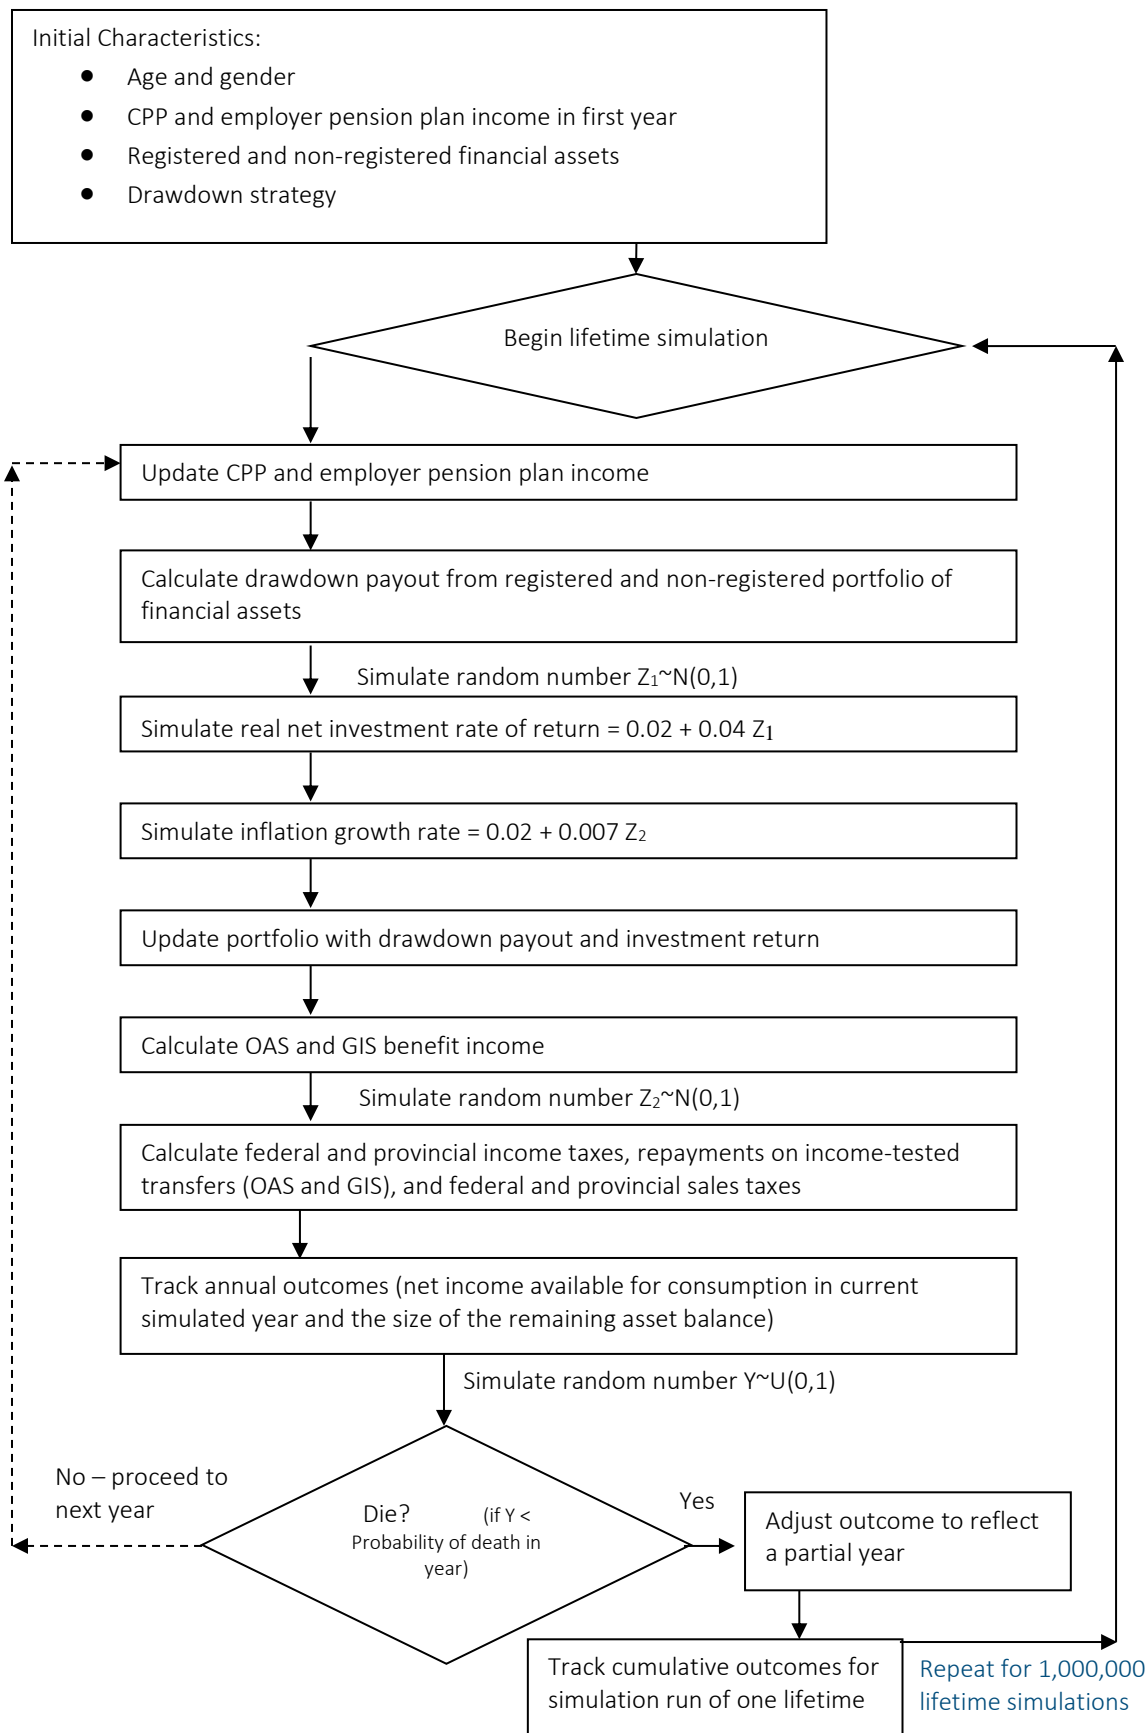 Initial Characteristics:
● Age and gender
● CPP and employer pension plan income in first year
● Registered and non-registered financial assets
● Drawdown strategy
Begin lifetime simulation
Update CPP and employer pension plan income
Calculate drawdown payout from registered and non-registered portfolio of
financial assets
Simulate random number Z₁~N(0,1)
Simulate real net investment rate of return = 0.02 + 0.04 Z₁
Simulate inflation growth rate = 0.02 + 0.007 Z₂
Update portfolio with drawdown payout and investment return
Calculate OAS and GIS benefit income
Simulate random number Z₂~N(0,1)
Calculate federal and provincial income taxes, repayments on income-tested
transfers (OAS and GIS), and federal and provincial sales taxes
Track annual outcomes (net income available for consumption in current
simulated year and the size of the remaining asset balance)
Simulate random number Y~U(0,1)
No – proceed to
next year
Die? (if Y <
Probability of death in
year)
Yes
Adjust outcome to reflect
a partial year
Track cumulative outcomes for
simulation run of one lifetime
Repeat for 1,000,000
lifetime simulations